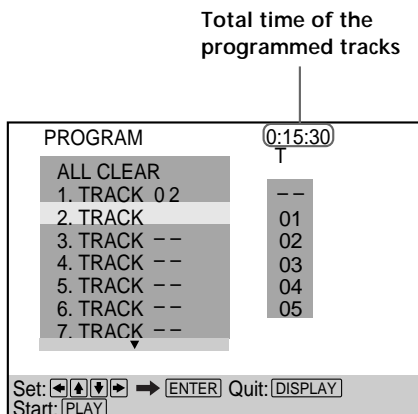 Total time of the
programmed tracks
PROGRAM 0:15:30
T
ALL CLEAR
1. TRACK 02 – –
2. TRACK 01
3. TRACK – – 02
4. TRACK – – 03
5. TRACK – – 04
6. TRACK – – 05
7. TRACK – –
Set: ENTER Quit: DISPLAY
Start: PLAY